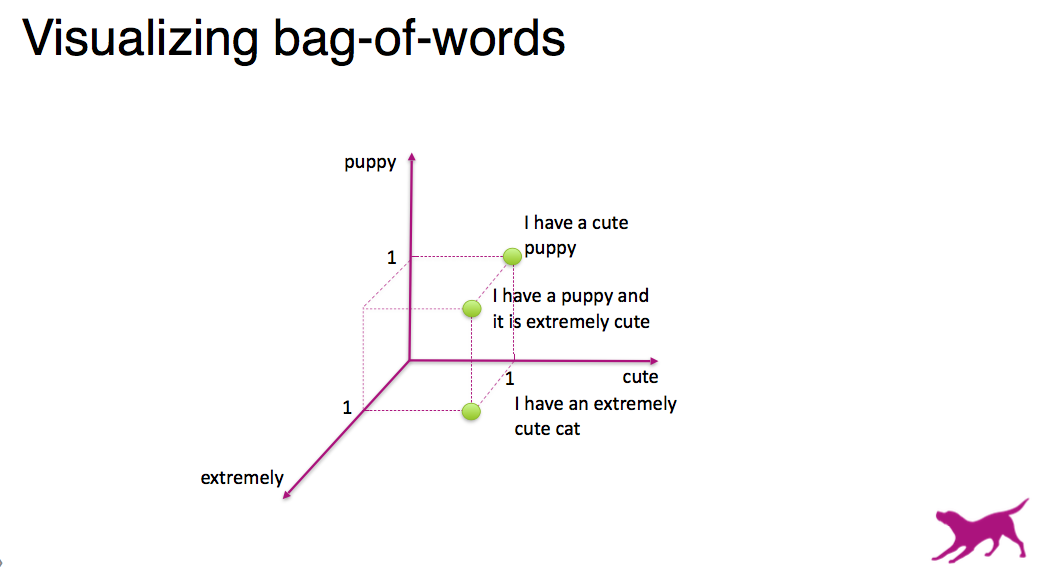 Visualizing bag-of-words
puppy
I have a cute
puppy
1
I have a puppy and
it is extremely cute
1
cute
1
I have an extremely
cute cat
extremely